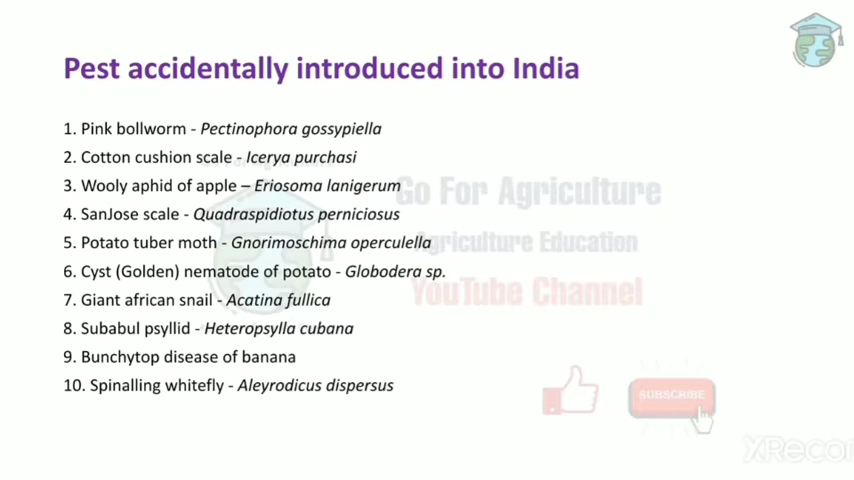 Pest accidentally introduced into India
1. Pink bollworm - Pectinophora gossypiella
2. Cotton cushion scale - Icerya purchasi
3. Wooly aphid of apple – Eriosoma lanigerum
4. SanJose scale - Quadraspidiotus perniciosus
5. Potato tuber moth - Gnorimoschima operculella
6. Cyst (Golden) nematode of potato - Globodera sp.
7. Giant african snail - Acatina fullica
8. Subabul psyllid - Heteropsylla cubana
9. Bunchytop disease of banana
10. Spinalling whitefly - Aleyrodicus dispersus
Go For Agriculture
Agriculture Education
YouTube Channel
SUBSCRIBE
XRecor